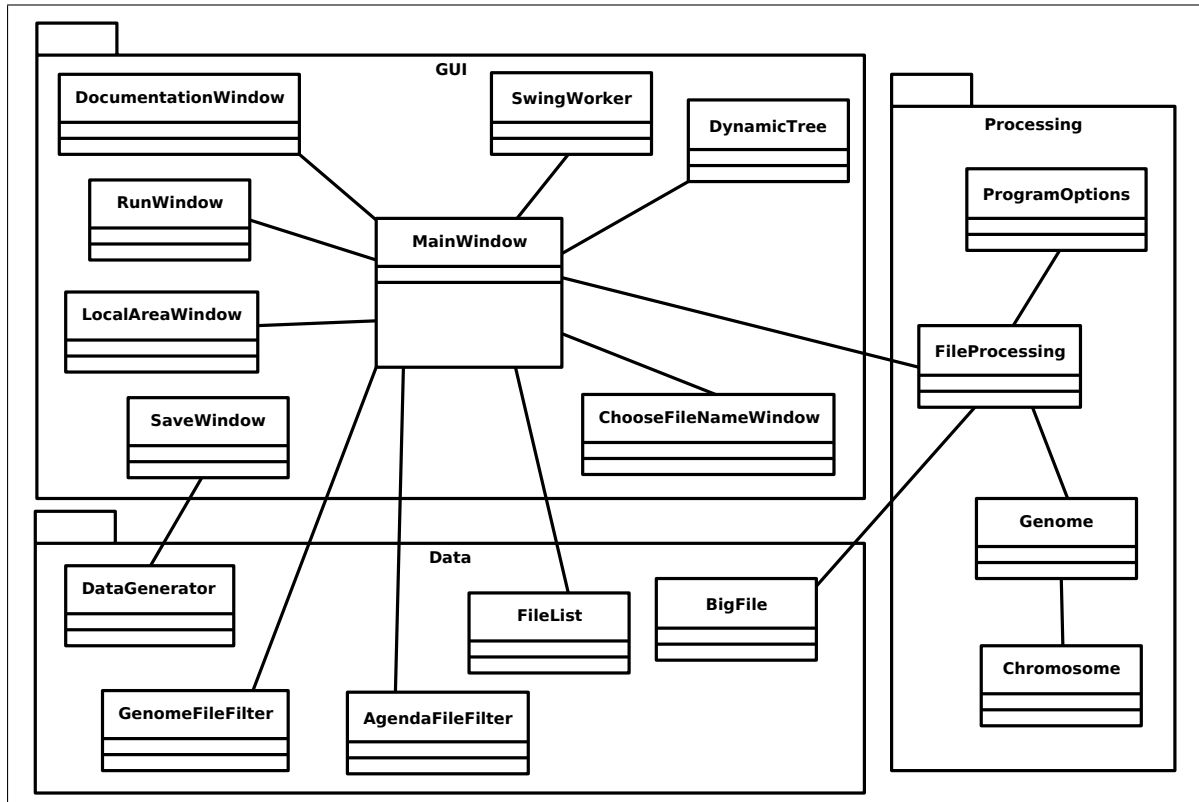 GUI
DocumentationWindow
SwingWorker
DynamicTree
RunWindow
MainWindow
LocalAreaWindow
SaveWindow
ChooseFileNameWindow
Processing
ProgramOptions
FileProcessing
Genome
Chromosome
Data
DataGenerator
FileList
BigFile
GenomeFileFilter
AgendaFileFilter